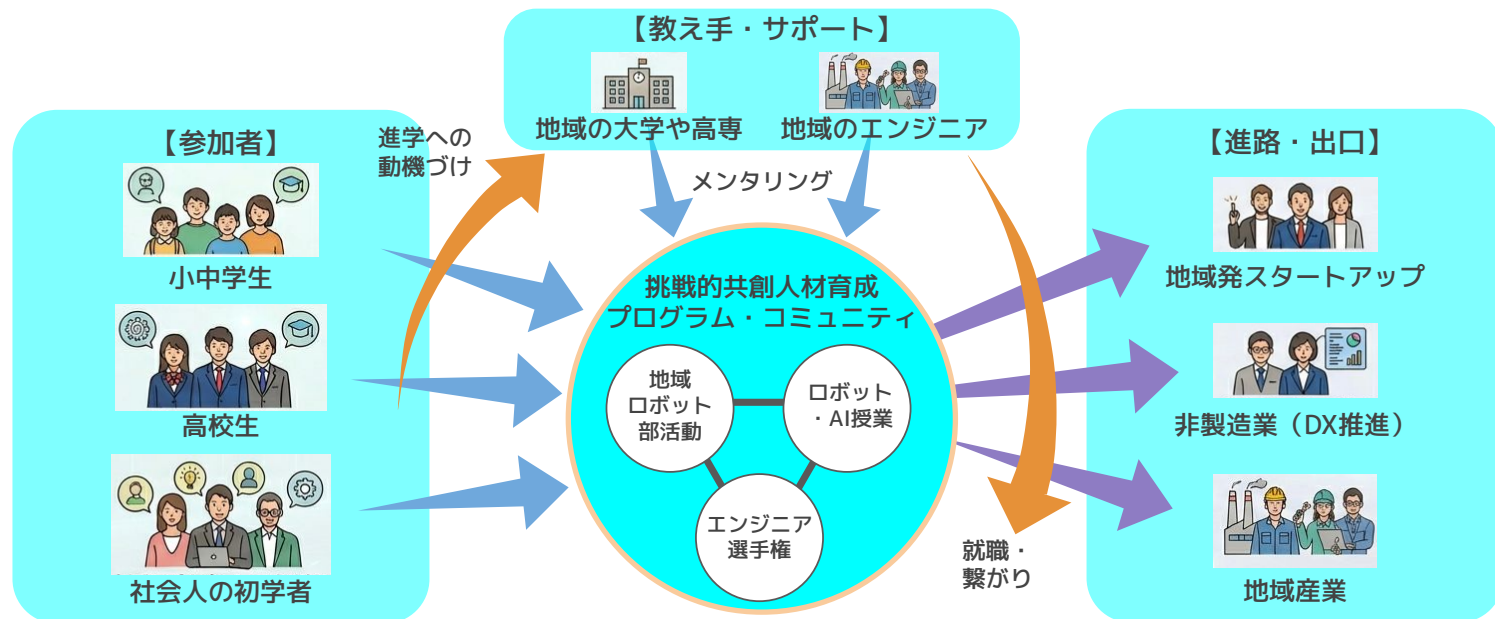 【教え手・サポート】
地域の大学や高専
地域のエンジニア
【参加者】
小中学生
高校生
社会人の初学者
進学への
動機づけ
メンタリング
挑戦的共創人材育成
プログラム・コミュニティ
地域
ロボット
部活動
ロボット
・AI授業
エンジニア
選手権
就職・
繋がり
【進路・出口】
地域発スタートアップ
非製造業（DX推進）
地域産業